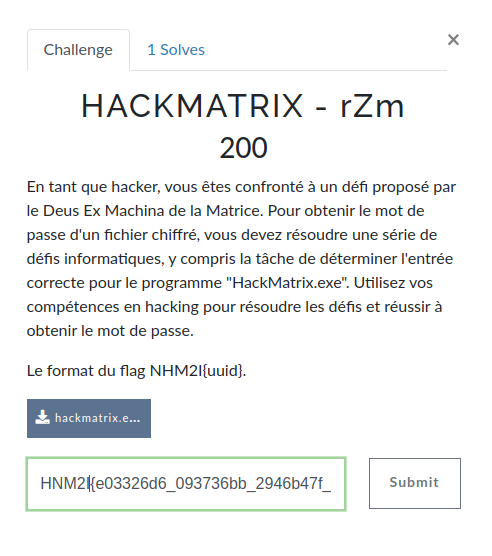 Challenge
1 Solves
×
HACKMATRIX - rZm
200
En tant que hacker, vous êtes confronté à un défi proposé par
le Deus Ex Machina de la Matrice. Pour obtenir le mot de
passe d'un fichier chiffré, vous devez résoudre une série de
défis informatiques, y compris la tâche de déterminer l'entrée
correcte pour le programme "HackMatrix.exe". Utilisez vos
compétences en hacking pour résoudre les défis et réussir à
obtenir le mot de passe.
Le format du flag NHM2I{uuid}.
hackmatrix.e...
HNM2I{e03326d6_093736bb_2946b47f_
Submit